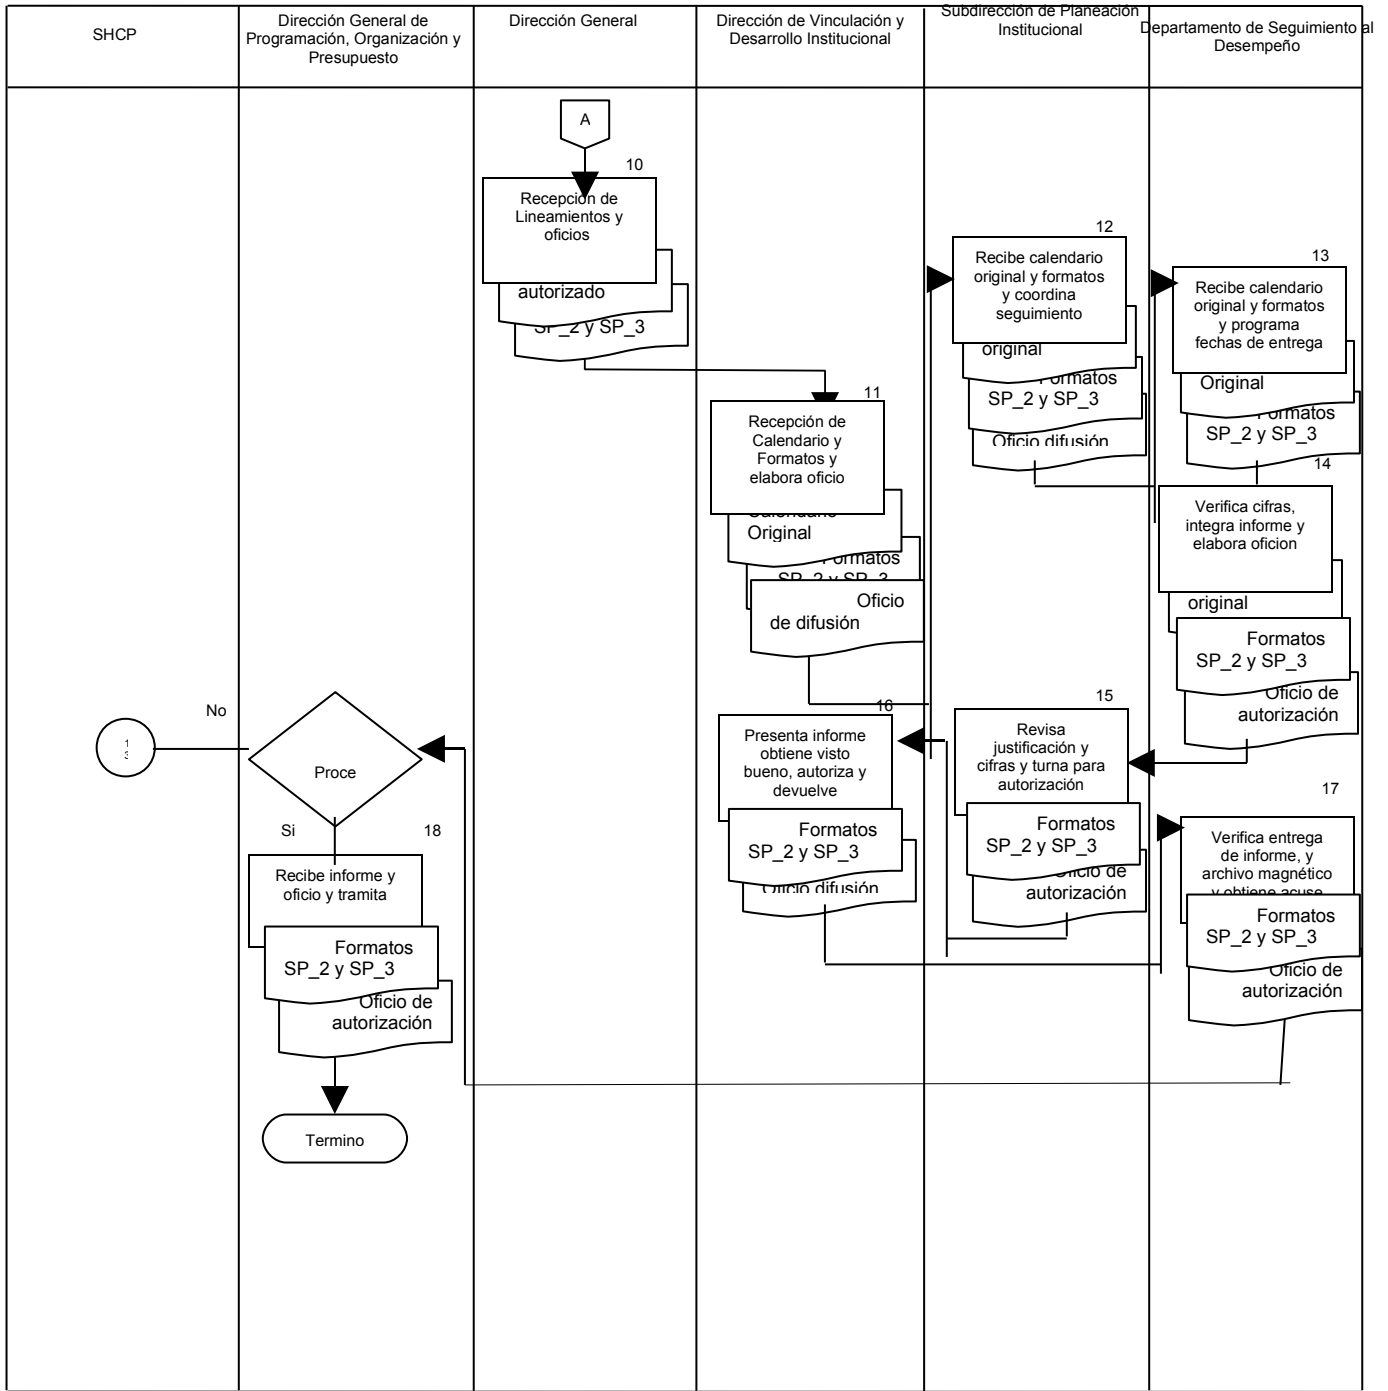 SHCP
Dirección General de
Programación, Organización y
Presupuesto
Dirección General
Dirección de Vinculación y
Desarrollo Institucional
Subdirección de Planeación
Institucional
Departamento de Seguimiento al
Desempeño
A
10
Recepción de
Lineamientos y
oficios
autorizado
SP_2 y SP_3
11
Recepción de
Calendario y
Formatos y
elabora oficio
Calendario
Original
Formatos
SP_2 y SP_3
Oficio
de difusión
12
Recibe calendario
original y formatos
y coordina
seguimiento
original
Formatos
SP_2 y SP_3
Oficio difusión
13
Recibe calendario
original y formatos
y programa
fechas de entrega
Original
Formatos
SP_2 y SP_3
14
Verifica cifras,
integra informe y
elabora oficion
original
Formatos
SP_2 y SP_3
Oficio de
autorización
15
Revisa
justificación y
cifras y turna para
autorización
Formatos
SP_2 y SP_3
Oficio de
autorización
16
Presenta informe
obtiene visto
bueno, autoriza y
devuelve
Formatos
SP_2 y SP_3
Oficio difusión
17
Verifica entrega
de informe, y
archivo magnético
y obtiene acuse
Formatos
SP_2 y SP_3
Oficio de
autorización
No
1
Proce
Si
18
Recibe informe y
oficio y tramita
Formatos
SP_2 y SP_3
Oficio de
autorización
Termino